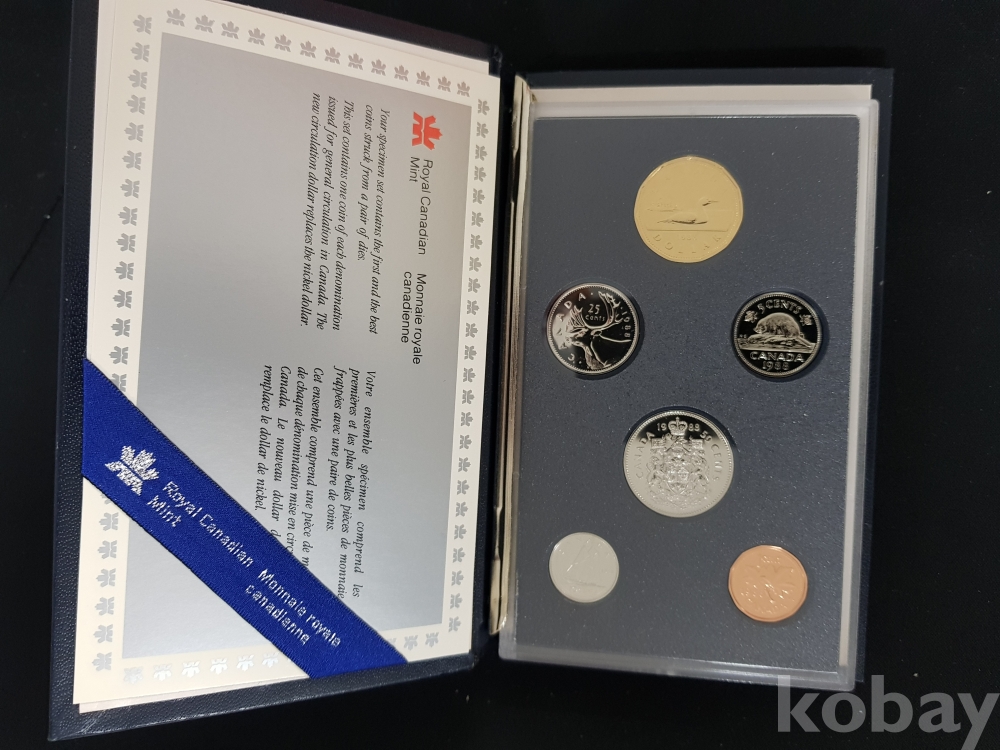 Royal Canadian
Mint
Monnaie royale
canadienne
Your specimen set contains the first and the best
coins struck from a pair of dies.
This set contains one coin of each denomination
issued for general circulation in Canada. The
new circulation dollar replaces the nickel dollar.
Votre ensemble spécimen comprend les
premières et les plus belles pièces de monnaie
frappées avec une paire de coins.
Cet ensemble comprend une pièce de m
de chaque dénomination mise en circ
Canada. Le nouveau dollar d
remplace le dollar de nickel.
Royal Canadian
Mint
Monnaie royale
canadienne
DOLLAR
CANADA 1988
25
cents
5 CENTS
CANADA
1988
CANADA 1988 50 CENTS
kobay